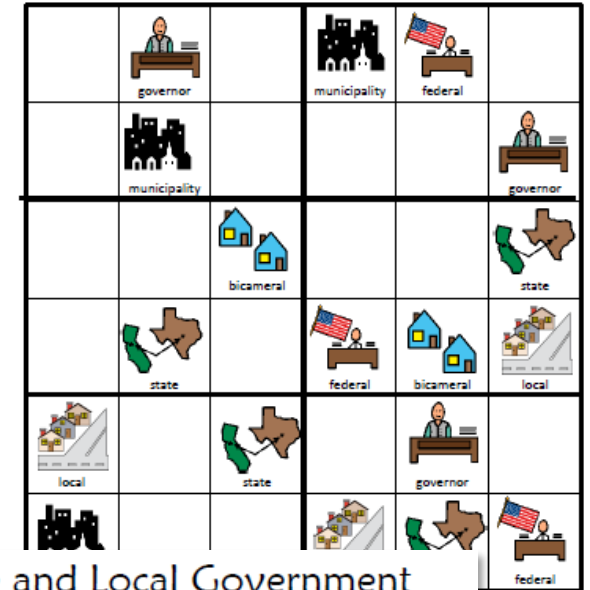 governor municipality federal
municipality governor
bicameral state
state federal bicameral local
local state governor
federal
and Local Government